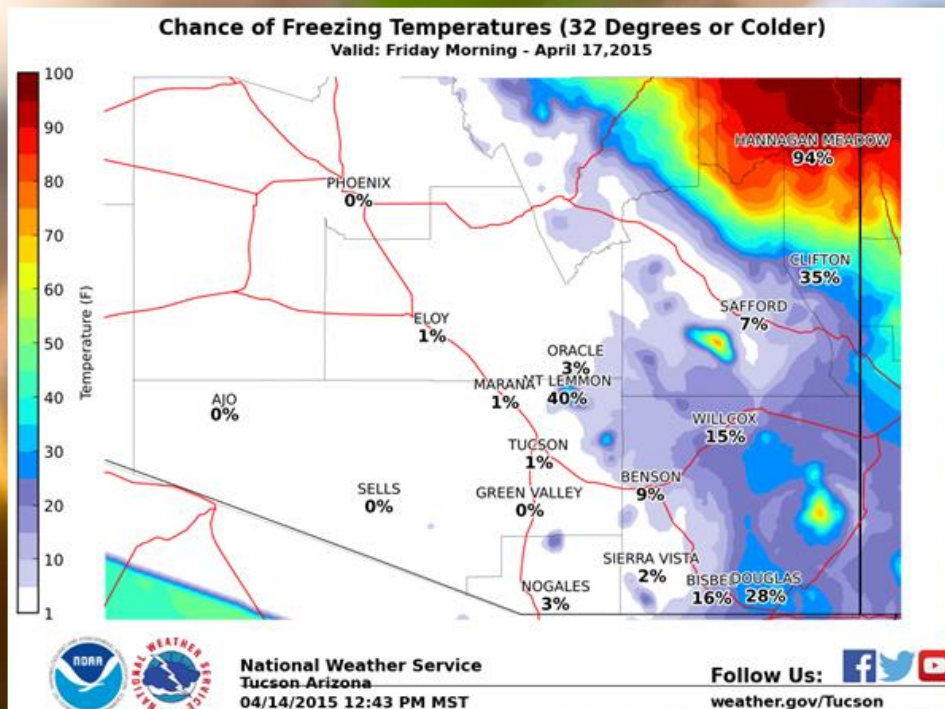 Chance of Freezing Temperatures (32 Degrees or Colder)
Valid: Friday Morning - April 17,2015
100
90
80
70
60
50
40
30
20
10
1
Temperature (F)
HANNAGAN MEADOW
94%
PHOENIX
0%
CLIFTON
35%
SAFFORD
7%
ELOY
1%
ORACLE
3%
MARANA
1%
MT LEMMON
40%
AJO
0%
WILLCOX
15%
TUCSON
1%
BENSON
9%
SELLS
0%
GREEN VALLEY
0%
SIERRA VISTA
2%
BISBEE
16%
DOUGLAS
28%
NOGALES
3%
NOAA
NATIONAL WEATHER SERVICE
National Weather Service
Tucson Arizona
04/14/2015 12:43 PM MST
Follow Us:
weather.gov/Tucson